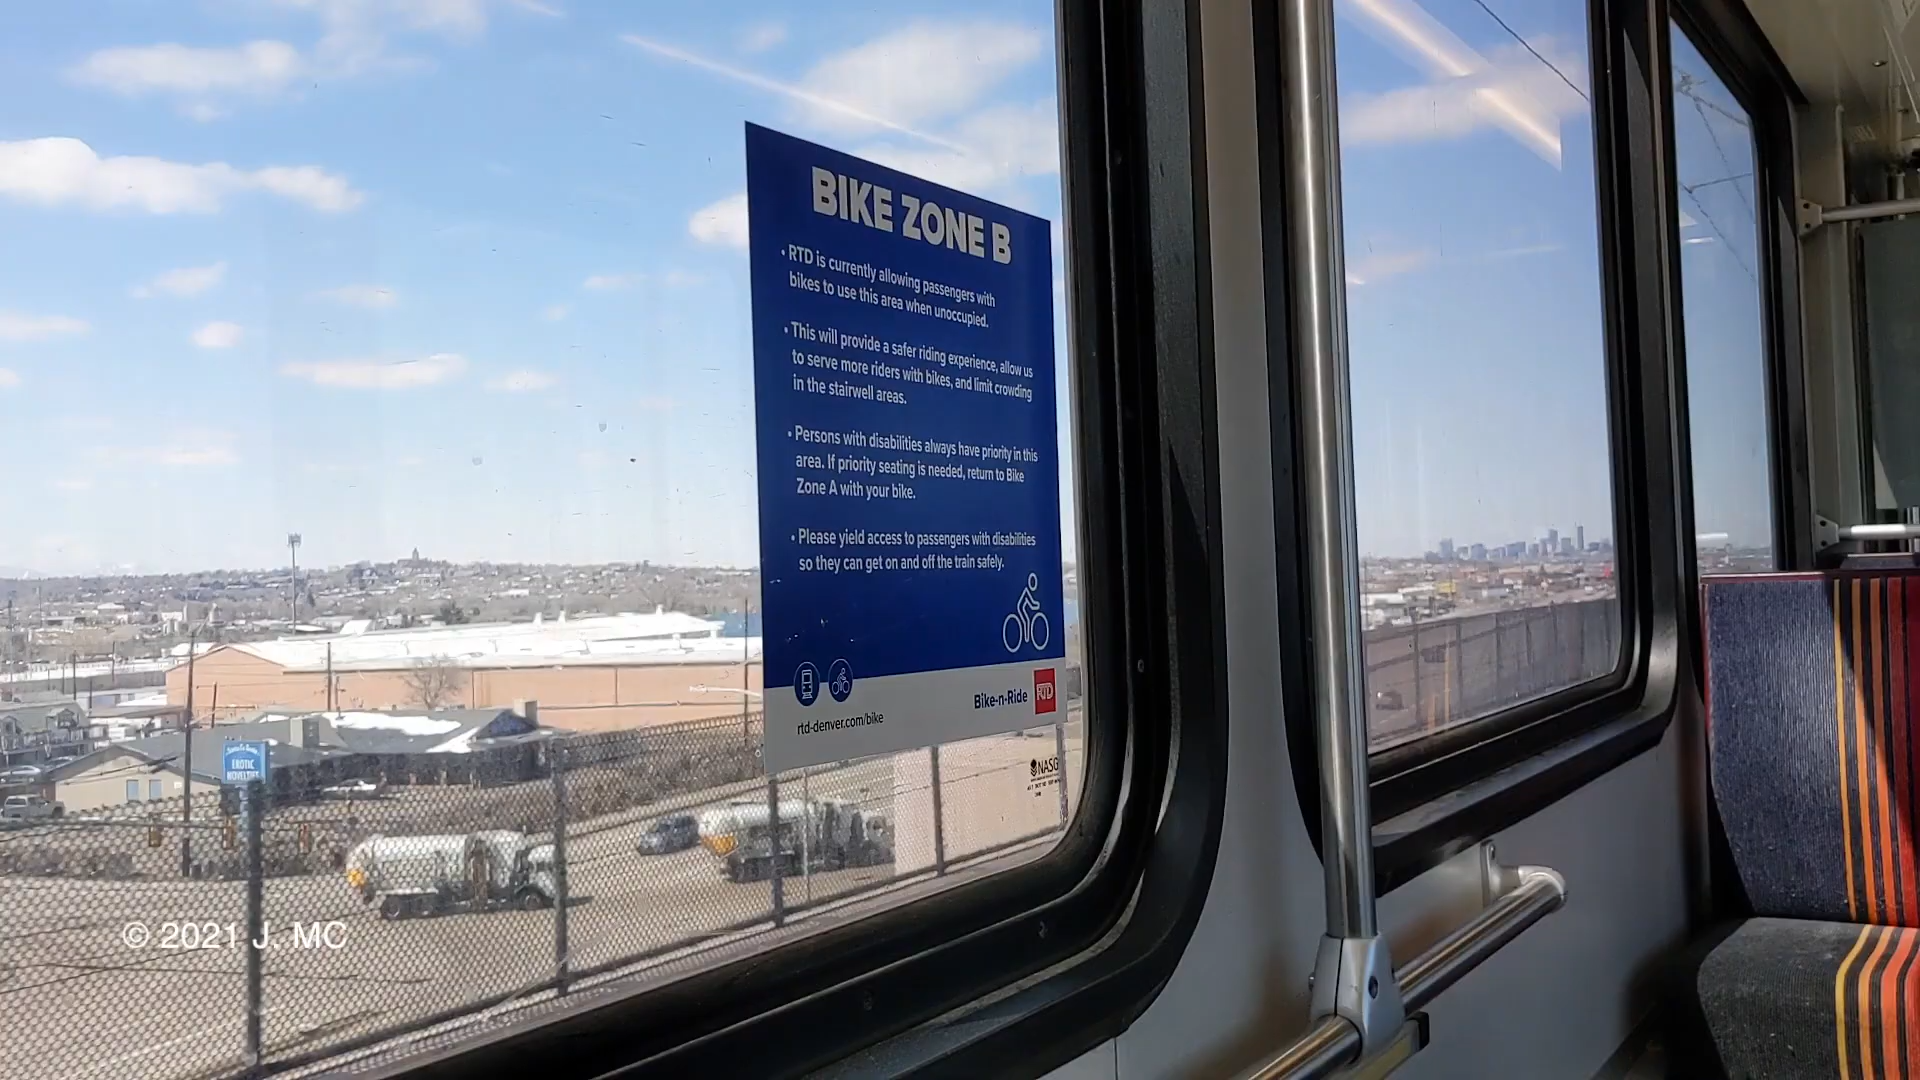 BIKE ZONE B
• RTD is currently allowing passengers with
bikes to use this area when unoccupied.
• This will provide a safer riding experience, allow us
to serve more riders with bikes, and limit crowding
in the stairwell areas.
• Persons with disabilities always have priority in this
area. If priority seating is needed, return to Bike
Zone A with your bike.
• Please yield access to passengers with disabilities
so they can get on and off the train safely.
Bike-n-Ride
RTD
rtd-denver.com/bike
EROTIC
NOVELTIES
NASG
© 2021 J. MC